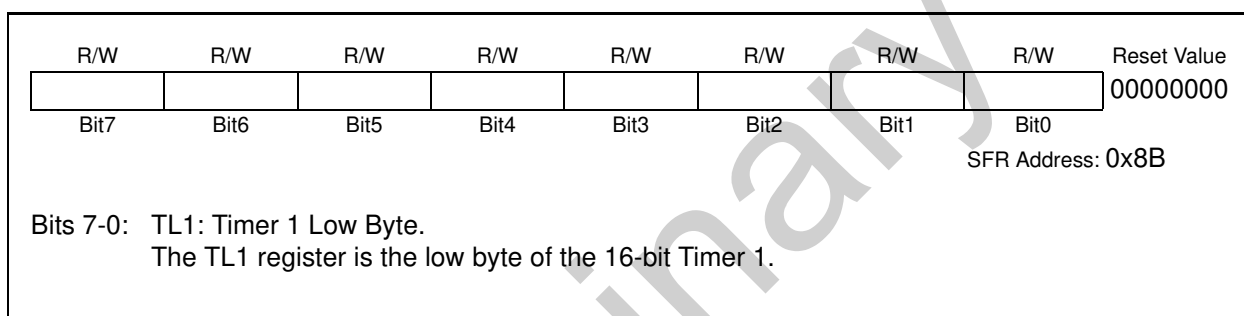 R/W R/W R/W R/W R/W R/W R/W R/W Reset Value
00000000
Bit7 Bit6 Bit5 Bit4 Bit3 Bit2 Bit1 Bit0
SFR Address: 0x8B
Bits 7-0: TL1: Timer 1 Low Byte.
The TL1 register is the low byte of the 16-bit Timer 1.
inary